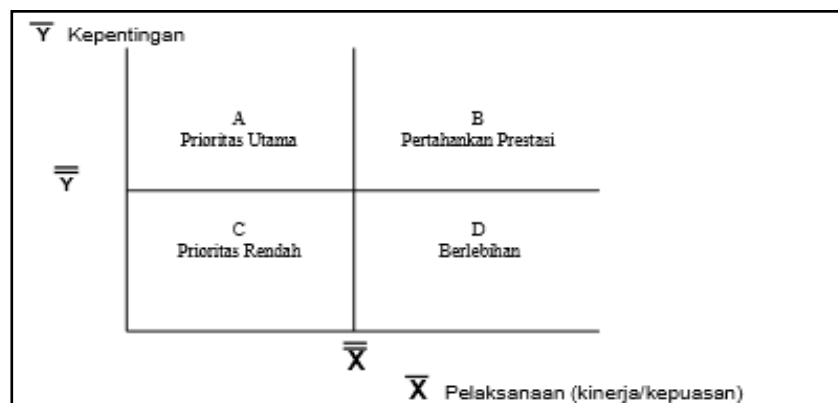 Y̅ Kepentingan
A
Prioritas Utama
B
Pertahankan Prestasi
Y̿
C
Prioritas Rendah
D
Berlebihan
X̿
X̅ Pelaksanaan (kinerja/kepuasan)